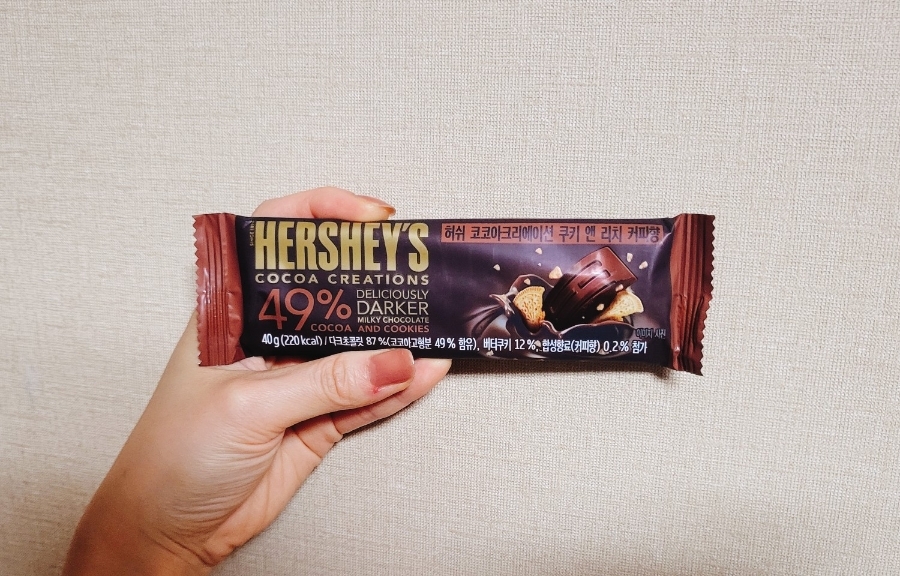 HERSHEY'S
COCOA CREATIONS
49% DELICIOUSLY
DARKER
MILKY CHOCOLATE
COCOA AND COOKIES
허쉬 코코아크리에이션 쿠키 앤 리치 커피향
40g(220kcal) / 다크초콜릿 87%(코코아고형분 49% 함유), 버터쿠키 12%, 합성향료(커피향) 0.2% 첨가